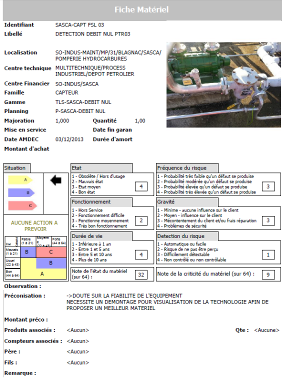 Fiche Matériel
Identifiant SASCA-CAPT FSL 03
Libellé DETECTION DEBIT NUL PTR03
Localisation SO-INDUS-MAINT/MP/31/BLAGNAC/SASCA/
POMPERIE HYDROCARBURES
Centre technique MULTITECHNIQUE/PROCESS
INDUSTRIEL/DEPOT PETROLIER
Centre Financier SO-INDUS/SASCA
Famille CAPTEUR
Gamme TLS-SASCA-DEBIT NUL
Planning P-SASCA-DEBIT NUL
Majoration 1,000 Quantité 1,00
Mise en service Date fin garan
Date AMDEC 03/12/2013 Durée d'amort
Montant d'achat
Situation
A
B
C
AUCUNE ACTION A
PREVOIR
B C
B
A
Etat
1 - Obsolète / Hors d'usage
2 - Mauvais état
3 - Etat moyen
4 - Bon état
4
Fréquence du risque
1 - Probabilité très faible qu'un défaut se produise
2 - Probabilité modérée qu'un défaut se produise
3 - Probabilité élevée qu'un défaut se produise
4 - Probabilité très élevée qu'un défaut se produise
3
Fonctionnement
1 - Hors Service
2 - Fonctionnement difficile
3 - Fonctionnement moyen
4 - Très bon fonctionnement
2
Gravité
1 - Minime - aucune influence sur le client
2 - Moyen - influence sur le client
3 - Mécontentement du client et/ou frais réparation
4 - Problèmes de sécurité
3
Durée de vie
1 - Inférieure à 1 an
2 - Entre 1 et 5 ans
3 - Entre 5 et 10 ans
4 - Plus de 10 ans
4
Détection du risque
1 - Automatique ou facile
2 - Risque de ne pas être perçu
3 - Difficilement détectable
4 - Non contrôlé ou non contrôlable
1
Note de l'état du matériel
(sur 64) :
32
Note de la criticité du matériel (sur 64) :
9
Observation :
Préconisation : ->DOUTE SUR LA FIABILITE DE L'EQUIPEMENT
NECESSITE UN DEMONTAGE POUR VISUALISATION DE LA TECHNOLOGIE AFIN DE
PROPOSER UN MEILLEUR MATERIEL
Montant préco :
Produits associés : <Aucun> Qte : <Aucune>
Compteurs associés : <Aucun>
Père : <Aucun>
Fils : <Aucun>
Remarque :